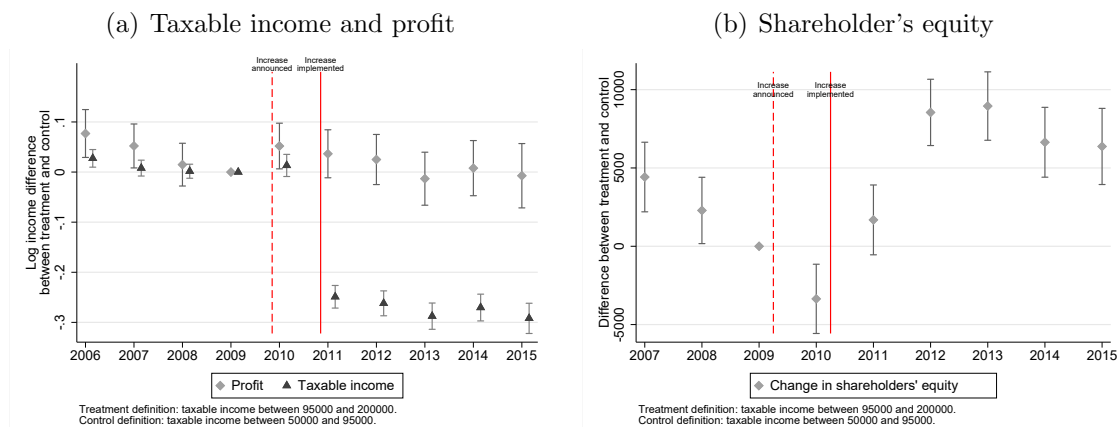 (a) Taxable income and profit
Increase
announced
Increase
implemented
Log income difference
between treatment and control
.1
0
-.1
-.2
-.3
2006 2007 2008 2009 2010 2011 2012 2013 2014 2015
Profit Taxable income
Treatment definition: taxable income between 95000 and 200000.
Control definition: taxable income between 50000 and 95000.
(b) Shareholder's equity
Increase
announced
Increase
implemented
Difference between treatment and control
10000
5000
0
-5000
2007 2008 2009 2010 2011 2012 2013 2014 2015
Change in shareholders' equity
Treatment definition: taxable income between 95000 and 200000.
Control definition: taxable income between 50000 and 95000.